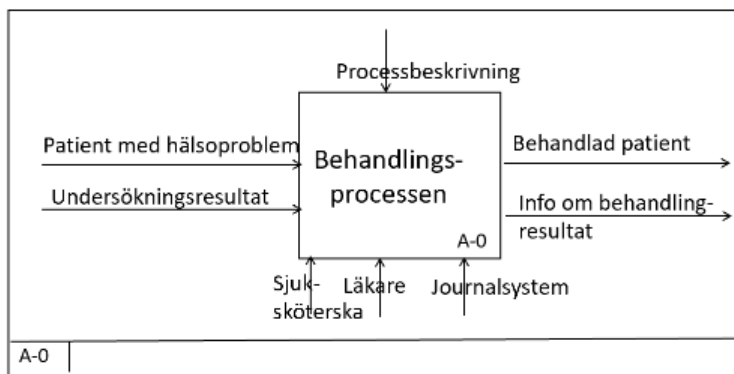 Processbeskrivning
Patient med hälsoproblem
Undersökningsresultat
Behandlings-
processen
A-0
Behandlad patient
Info om behandling-
resultat
Sjuk-
sköterska
Läkare
Journalsystem
A-0